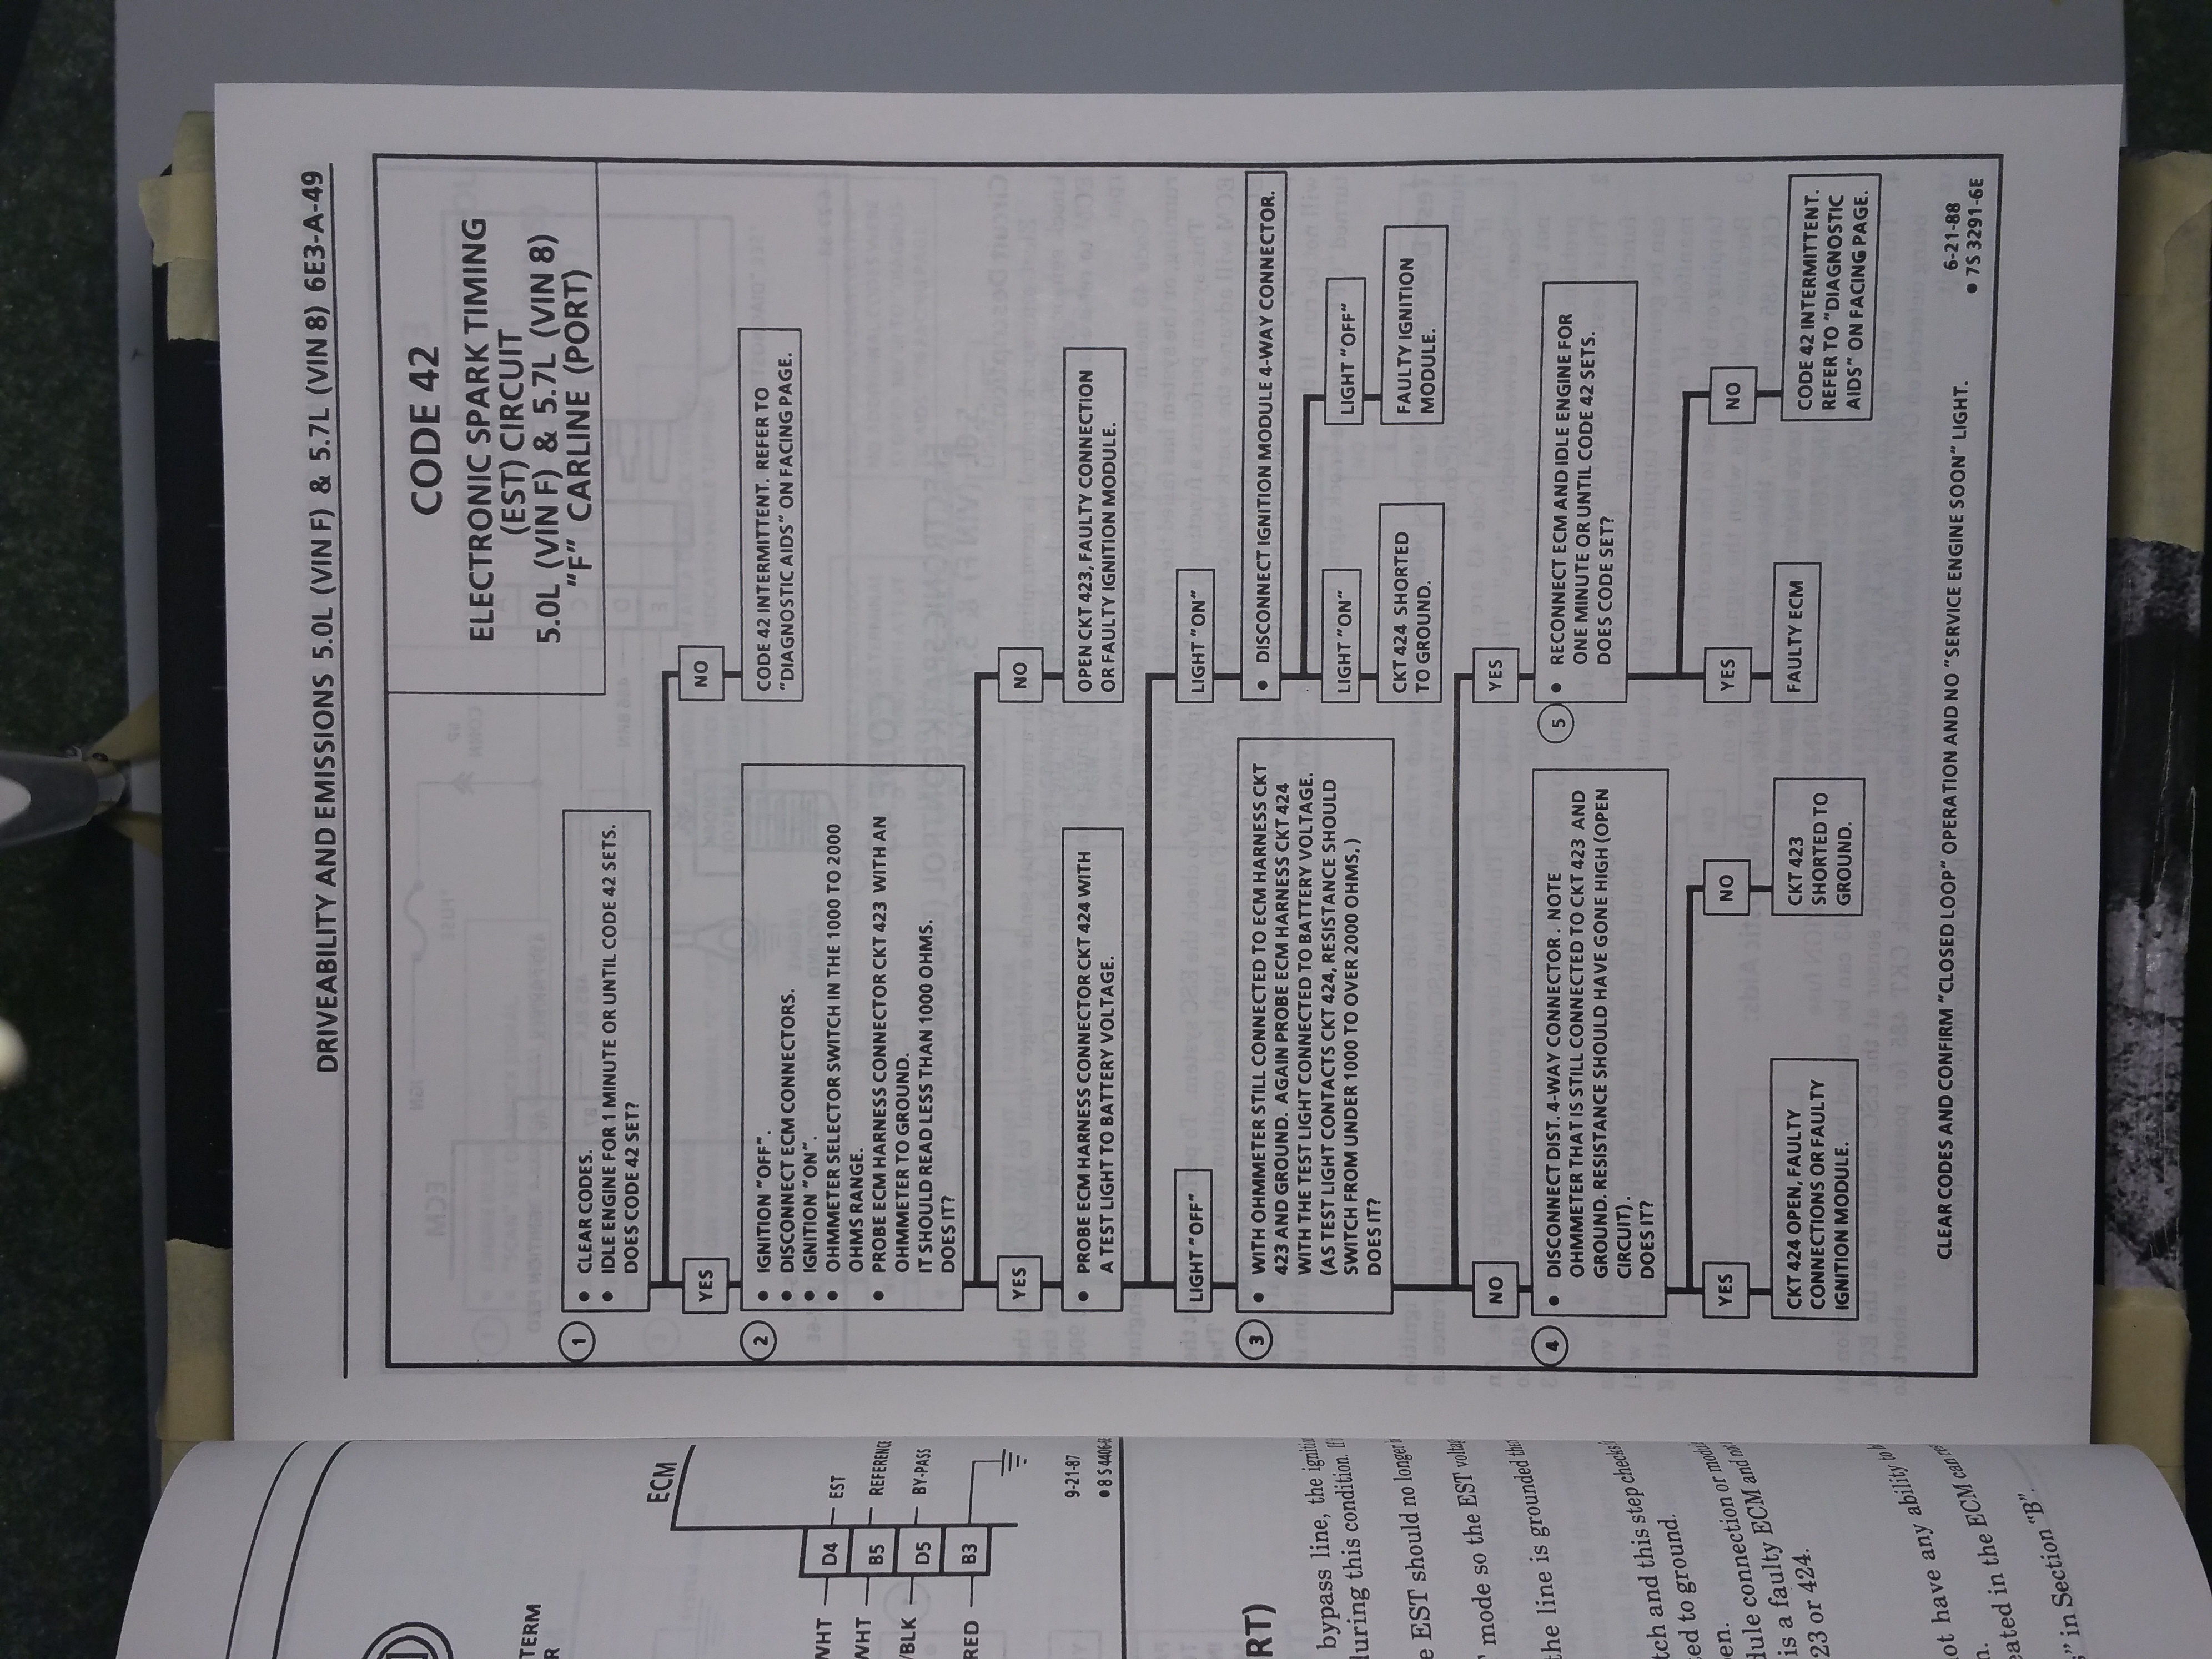 DRIVEABILITY AND EMISSIONS 5.0L (VIN F) & 5.7L (VIN 8) 6E3-A-49
CODE 42
ELECTRONIC SPARK TIMING
(EST) CIRCUIT
5.0L (VIN F) & 5.7L (VIN 8)
"F" CARLINE (PORT)
1
• CLEAR CODES.
• IDLE ENGINE FOR 1 MINUTE OR UNTIL CODE 42 SETS.
DOES CODE 42 SET?
YES
NO
CODE 42 INTERMITTENT. REFER TO
"DIAGNOSTIC AIDS" ON FACING PAGE.
2
• IGNITION "OFF".
• DISCONNECT ECM CONNECTORS.
• IGNITION "ON".
• OHMMETER SELECTOR SWITCH IN THE 1000 TO 2000
OHMS RANGE.
• PROBE ECM HARNESS CONNECTOR CKT 423 WITH AN
OHMMETER TO GROUND.
IT SHOULD READ LESS THAN 1000 OHMS.
DOES IT?
YES
NO
• PROBE ECM HARNESS CONNECTOR CKT 424 WITH
A TEST LIGHT TO BATTERY VOLTAGE.
OPEN CKT 423, FAULTY CONNECTION
OR FAULTY IGNITION MODULE.
LIGHT "OFF"
LIGHT "ON"
3
• WITH OHMMETER STILL CONNECTED TO ECM HARNESS CKT
423 AND GROUND. AGAIN PROBE ECM HARNESS CKT 424
WITH THE TEST LIGHT CONNECTED TO BATTERY VOLTAGE.
(AS TEST LIGHT CONTACTS CKT 424, RESISTANCE SHOULD
SWITCH FROM UNDER 1000 TO OVER 2000 OHMS,)
DOES IT?
• DISCONNECT IGNITION MODULE 4-WAY CONNECTOR.
LIGHT "ON"
LIGHT "OFF"
CKT 424 SHORTED
TO GROUND.
FAULTY IGNITION
MODULE.
NO
YES
4
• DISCONNECT DIST. 4-WAY CONNECTOR. NOTE
OHMMETER THAT IS STILL CONNECTED TO CKT 423 AND
GROUND. RESISTANCE SHOULD HAVE GONE HIGH (OPEN
CIRCUIT).
DOES IT?
5
• RECONNECT ECM AND IDLE ENGINE FOR
ONE MINUTE OR UNTIL CODE 42 SETS.
DOES CODE SET?
YES
NO
YES
NO
CKT 424 OPEN, FAULTY
CONNECTIONS OR FAULTY
IGNITION MODULE.
CKT 423
SHORTED TO
GROUND.
FAULTY ECM
CODE 42 INTERMITTENT.
REFER TO "DIAGNOSTIC
AIDS" ON FACING PAGE.
CLEAR CODES AND CONFIRM "CLOSED LOOP" OPERATION AND NO "SERVICE ENGINE SOON" LIGHT.
6-21-88
• 7S 3291-6E
ECM
TERM
R
WHT D4 EST
WHT B5 REFERENCE
/BLK D5 BY-PASS
RED B3
9-21-87
• 8 S 4406-6E
RT)
bypass line, the ignition
during this condition. If
e EST should no longer
' mode so the EST voltag
the line is grounded the
tch and this step checks
ed to ground.
en.
dule connection or modul
is a faulty ECM and not
23 or 424.
ot have any ability to
n.
eated in the ECM can
s" in Section "B".